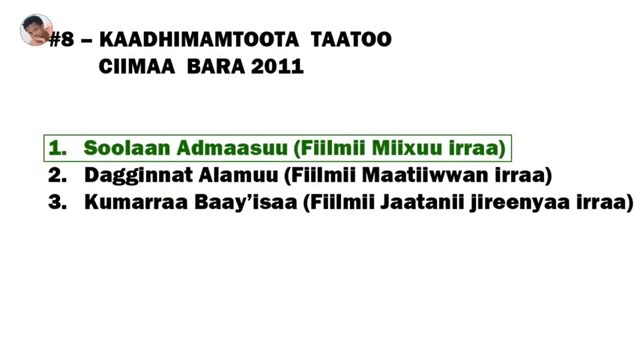 #8 – KAADHIMAMTOOTA TAATOO
CIIMAA BARA 2011
1. Soolaan Admaasuu (Fiilmii Miixuu irraa)
2. Dagginnat Alamuu (Fiilmii Maatiiwwan irraa)
3. Kumarraa Baay'isaa (Fiilmii Jaatanii jireenyaa irraa)